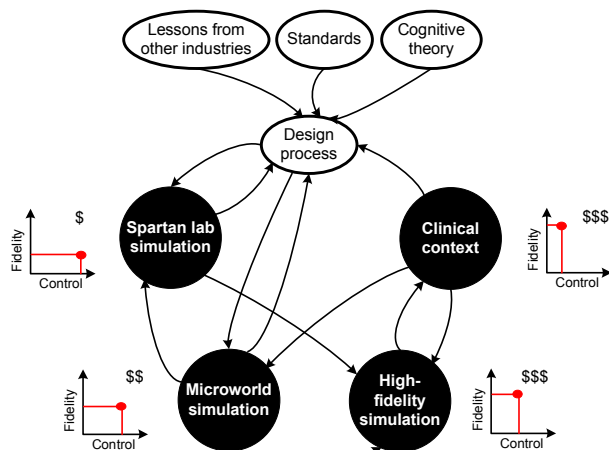 Lessons from
other industries
Standards
Cognitive
theory
Design
process
$
Fidelity
Control
Spartan lab
simulation
Clinical
context
$$$
Fidelity
Control
$$
Fidelity
Control
Microworld
simulation
High-
fidelity
simulation
$$$
Fidelity
Control